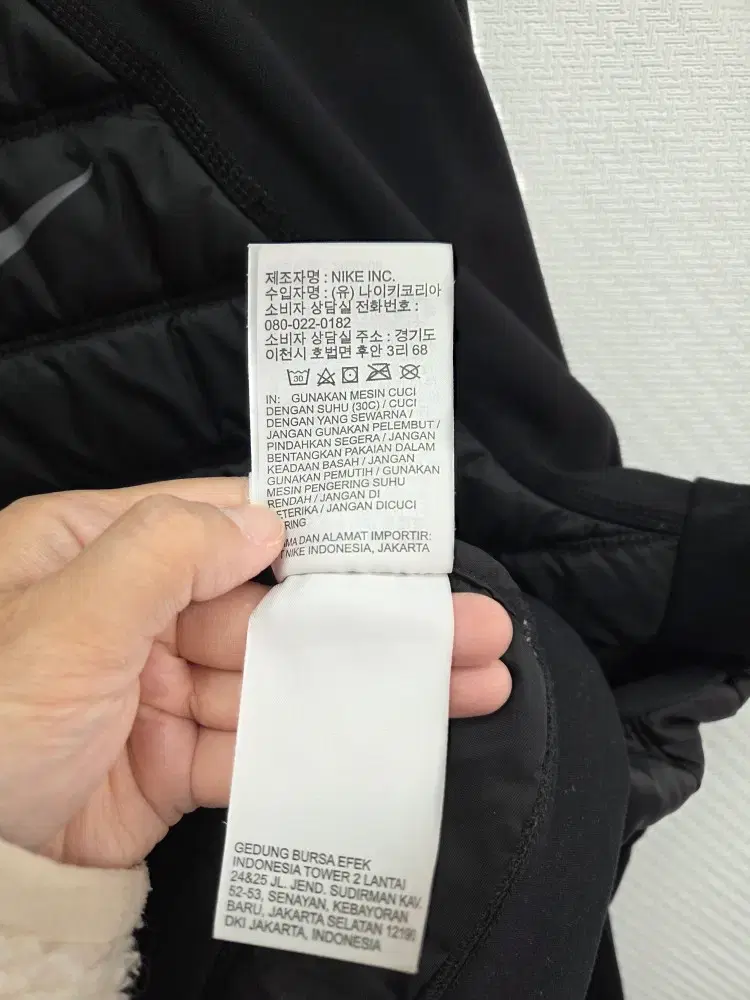 제조자명 : NIKE INC.
수입자명 : (유) 나이키코리아
소비자 상담실 전화번호 :
080-022-0182
소비자 상담실 주소 : 경기도
이천시 호법면 후안 3리 68
30
IN: GUNAKAN MESIN CUCI
DENGAN SUHU (30C) / CUCI
DENGAN YANG SEWARNA /
JANGAN GUNAKAN PELEMBUT /
PINDAHKAN SEGERA / JANGAN
BENTANGKAN PAKAIAN DALAM
KEADAAN BASAH / JANGAN
GUNAKAN PEMUTIH / GUNAKAN
MESIN PENGERING SUHU
RENDAH / JANGAN DI
ETERIKA / JANGAN DICUCI
RING
MA DAN ALAMAT IMPORTIR:
NIKE INDONESIA, JAKARTA
GEDUNG BURSA EFEK
INDONESIA TOWER 2 LANTAI
24&25 JL. JEND. SUDIRMAN KAV.
52-53, SENAYAN, KEBAYORAN
BARU, JAKARTA SELATAN 12190
DKI JAKARTA, INDONESIA